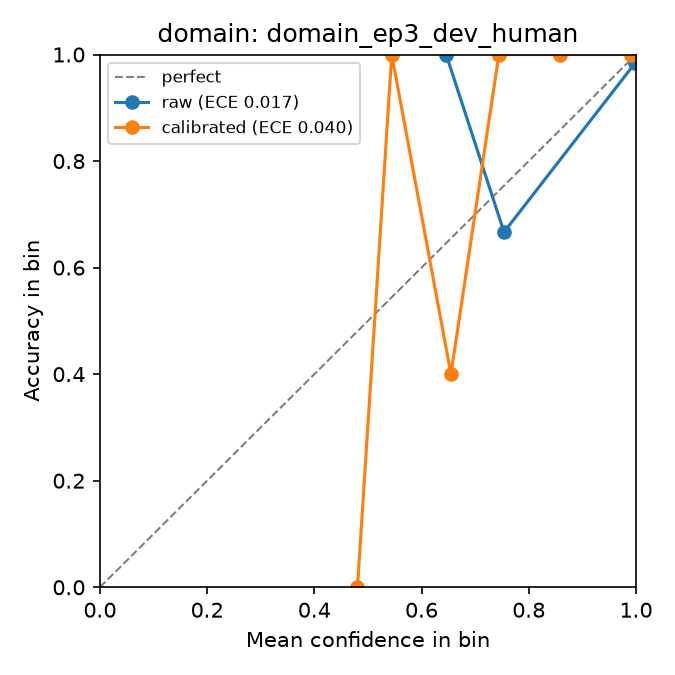 domain: domain_ep3_dev_human
perfect
raw (ECE 0.017)
calibrated (ECE 0.040)
1.0
0.8
0.6
0.4
0.2
0.0
Accuracy in bin
0.0 0.2 0.4 0.6 0.8 1.0
Mean confidence in bin